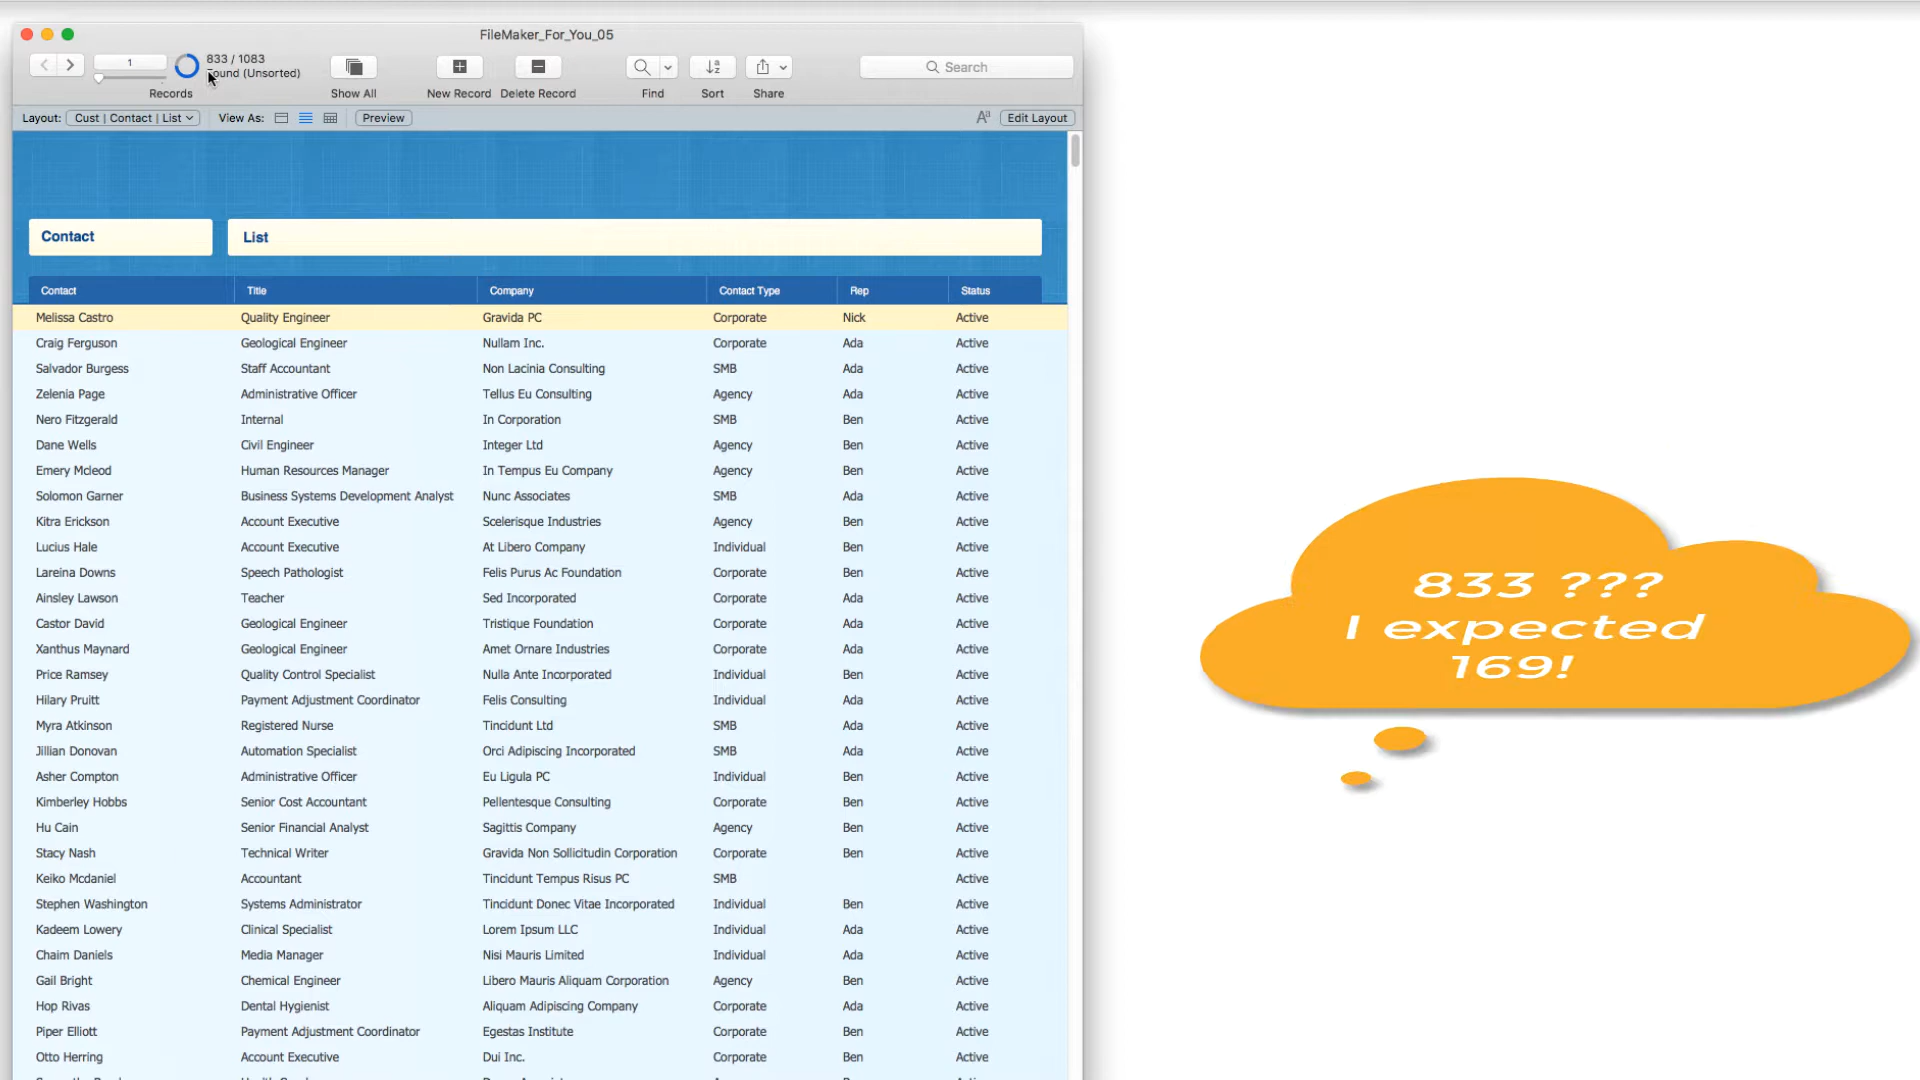 FileMaker_For_You_05
1
833 / 1083
Found (Unsorted)
Search
Records
Show All
New Record
Delete Record
Find
Sort
Share
Layout: Cust | Contact | List
View As:
Preview
Aa
Edit Layout
Contact
List
Contact Title Company Contact Type Rep Status
Melissa Castro Quality Engineer Gravida PC Corporate Nick Active
Craig Ferguson Geological Engineer Nullam Inc. Corporate Ada Active
Salvador Burgess Staff Accountant Non Lacinia Consulting SMB Ada Active
Zelenia Page Administrative Officer Tellus Eu Consulting Agency Ada Active
Nero Fitzgerald Internal In Corporation SMB Ben Active
Dane Wells Civil Engineer Integer Ltd Agency Ben Active
Emery Mcleod Human Resources Manager In Tempus Eu Company Agency Ben Active
Solomon Garner Business Systems Development Analyst Nunc Associates SMB Ada Active
Kitra Erickson Account Executive Scelerisque Industries Agency Ben Active
Lucius Hale Account Executive At Libero Company Individual Ben Active
Lareina Downs Speech Pathologist Felis Purus Ac Foundation Corporate Ben Active
Ainsley Lawson Teacher Sed Incorporated Corporate Ada Active
Castor David Geological Engineer Tristique Foundation Corporate Ada Active
Xanthus Maynard Geological Engineer Amet Ornare Industries Corporate Ada Active
Price Ramsey Quality Control Specialist Nulla Ante Incorporated Individual Ben Active
Hilary Pruitt Payment Adjustment Coordinator Felis Consulting Individual Ada Active
Myra Atkinson Registered Nurse Tincidunt Ltd SMB Ada Active
Jillian Donovan Automation Specialist Orci Adipiscing Incorporated SMB Ada Active
Asher Compton Administrative Officer Eu Ligula PC Individual Ben Active
Kimberley Hobbs Senior Cost Accountant Pellentesque Consulting Corporate Ada Active
Hu Cain Senior Financial Analyst Sagittis Company Agency Ben Active
Stacy Nash Technical Writer Gravida Non Sollicitudin Corporation Corporate Ben Active
Keiko Mcdaniel Accountant Tincidunt Tempus Risus PC SMB Active
Stephen Washington Systems Administrator Tincidunt Donec Vitae Incorporated Individual Ben Active
Kadeem Lowery Clinical Specialist Lorem Ipsum LLC Individual Ada Active
Chaim Daniels Media Manager Nisi Mauris Limited Individual Ada Active
Gail Bright Chemical Engineer Libero Mauris Aliquam Corporation Agency Ben Active
Hop Rivas Dental Hygienist Aliquam Adipiscing Company Corporate Ada Active
Piper Elliott Payment Adjustment Coordinator Egestas Institute Corporate Ben Active
Otto Herring Account Executive Dui Inc. Corporate Ben Active
833 ???
I expected
169!